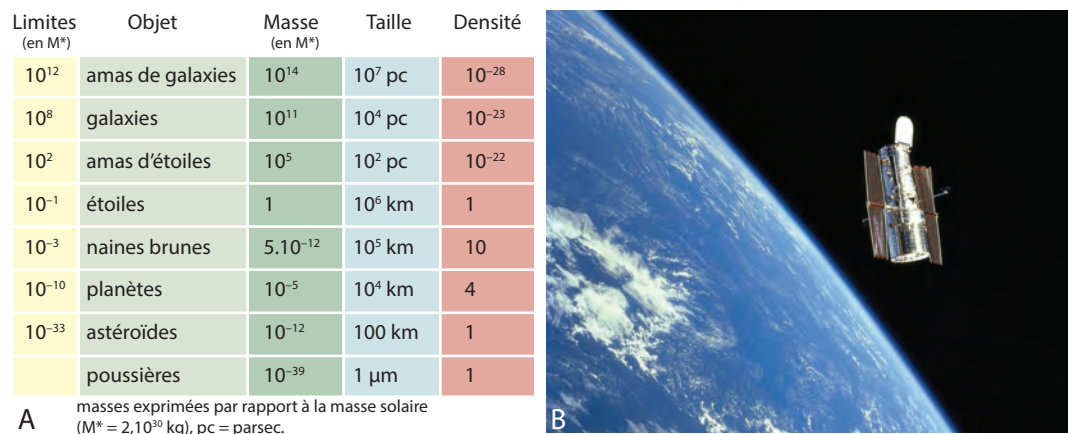 Limites Objet Masse Taille Densité
(en M*) (en M*)
10¹² amas de galaxies 10¹⁴ 10⁷ pc 10⁻²⁸
10⁸ galaxies 10¹¹ 10⁴ pc 10⁻²³
10² amas d’étoiles 10⁵ 10² pc 10⁻²²
10⁻¹ étoiles 1 10⁶ km 1
10⁻³ naines brunes 5.10⁻¹² 10⁵ km 10
10⁻¹⁰ planètes 10⁻⁵ 10⁴ km 4
10⁻³³ astéroïdes 10⁻¹² 100 km 1
poussières 10⁻³⁹ 1 µm 1
A masses exprimées par rapport à la masse solaire
(M* = 2,10³⁰ kg), pc = parsec.
B